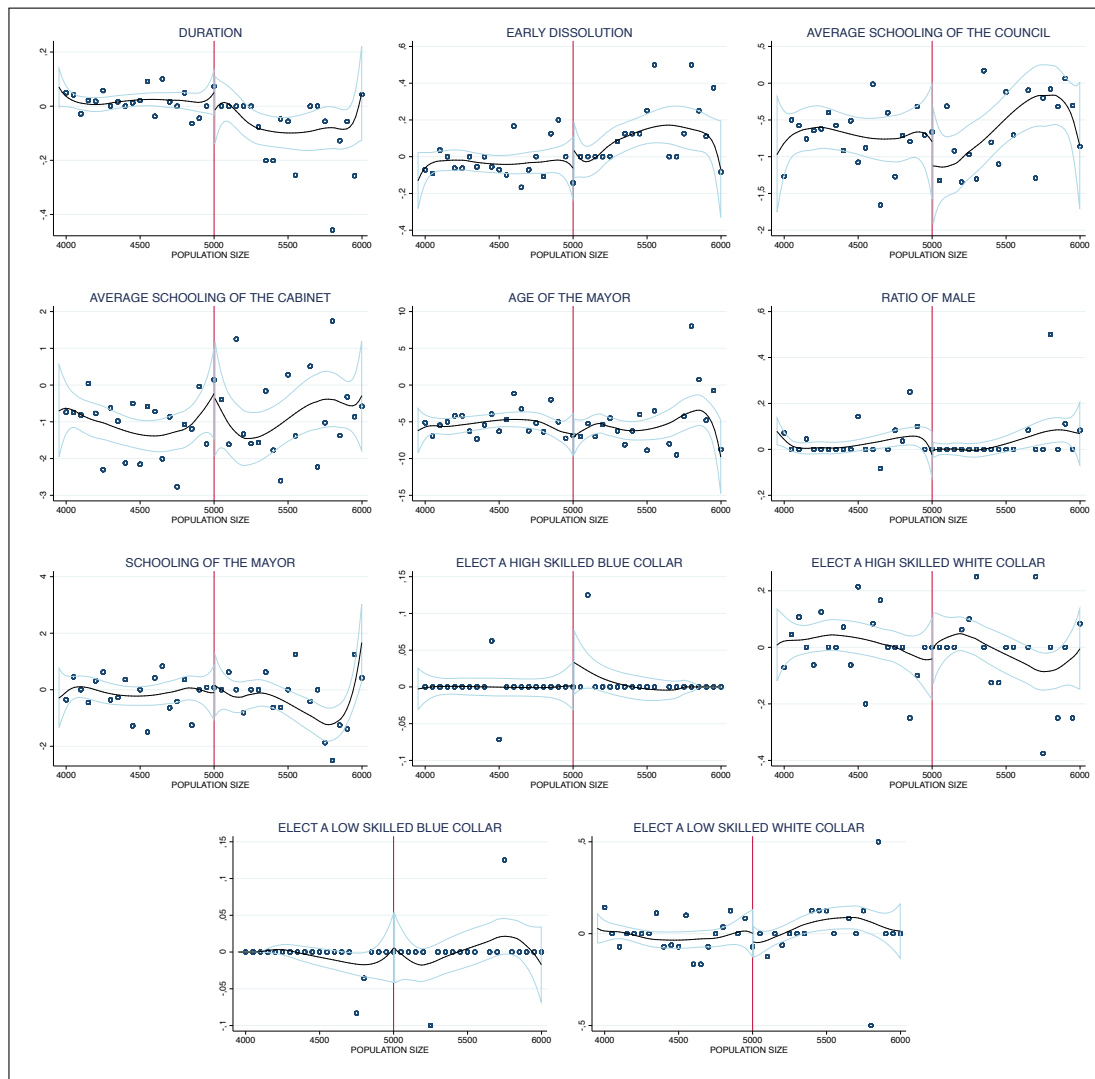 DURATION
,2
0
-,2
-,4
4000 4500 5000 5500 6000
POPULATION SIZE
EARLY DISSOLUTION
,6
,4
,2
0
-,2
-,4
4000 4500 5000 5500 6000
POPULATION SIZE
AVERAGE SCHOOLING OF THE COUNCIL
,5
0
-,5
-1
-1,5
-2
4000 4500 5000 5500 6000
POPULATION SIZE
AVERAGE SCHOOLING OF THE CABINET
2
1
0
-1
-2
-3
4000 4500 5000 5500 6000
POPULATION SIZE
AGE OF THE MAYOR
10
5
0
-5
-10
-15
4000 4500 5000 5500 6000
POPULATION SIZE
RATIO OF MALE
,6
,4
,2
0
-,2
4000 4500 5000 5500 6000
POPULATION SIZE
SCHOOLING OF THE MAYOR
4
2
0
-2
4000 4500 5000 5500 6000
POPULATION SIZE
ELECT A HIGH SKILLED BLUE COLLAR
,15
,1
,05
0
-,05
-,1
4000 4500 5000 5500 6000
POPULATION SIZE
ELECT A HIGH SKILLED WHITE COLLAR
,2
0
-,2
-,4
4000 4500 5000 5500 6000
POPULATION SIZE
ELECT A LOW SKILLED BLUE COLLAR
,15
,1
,05
0
-,05
-,1
4000 4500 5000 5500 6000
POPULATION SIZE
ELECT A LOW SKILLED WHITE COLLAR
,5
0
-,5
4000 4500 5000 5500 6000
POPULATION SIZE